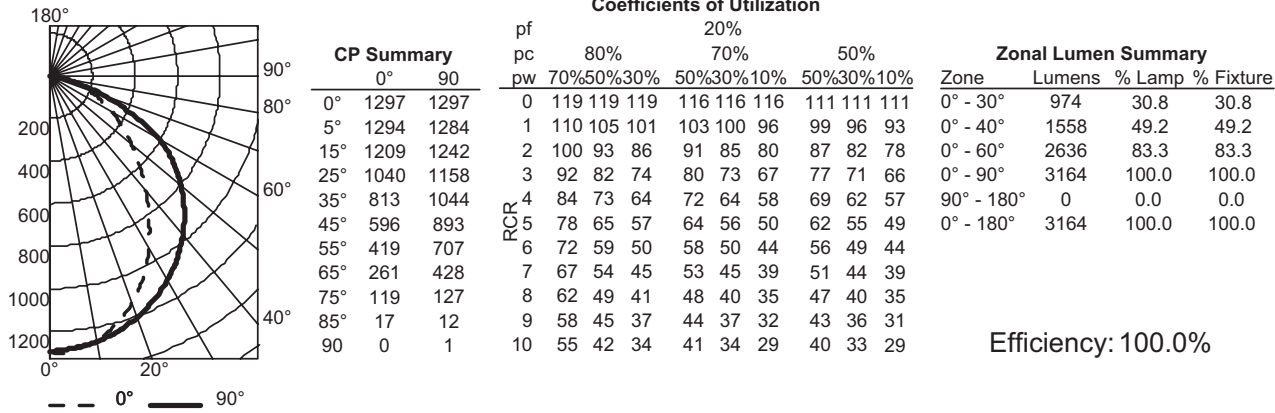 Coefficients of Utilization
180°
90°
80°
60°
40°
200
400
600
800
1000
1200
0°
20°
0° 90°
CP Summary
0° 90
0° 1297 1297
5° 1294 1284
15° 1209 1242
25° 1040 1158
35° 813 1044
45° 596 893
55° 419 707
65° 261 428
75° 119 127
85° 17 12
90 0 1
pf 20%
pc 80% 70% 50%
pw 70%50%30% 50%30%10% 50%30%10%
RCR
0 119 119 119 116 116 116 111 111 111
1 110 105 101 103 100 96 99 96 93
2 100 93 86 91 85 80 87 82 78
3 92 82 74 80 73 67 77 71 66
4 84 73 64 72 64 58 69 62 57
5 78 65 57 64 56 50 62 55 49
6 72 59 50 58 50 44 56 49 44
7 67 54 45 53 45 39 51 44 39
8 62 49 41 48 40 35 47 40 35
9 58 45 37 44 37 32 43 36 31
10 55 42 34 41 34 29 40 33 29
Zonal Lumen Summary
Zone Lumens % Lamp % Fixture
0° - 30° 974 30.8 30.8
0° - 40° 1558 49.2 49.2
0° - 60° 2636 83.3 83.3
0° - 90° 3164 100.0 100.0
90° - 180° 0 0.0 0.0
0° - 180° 3164 100.0 100.0
Efficiency: 100.0%